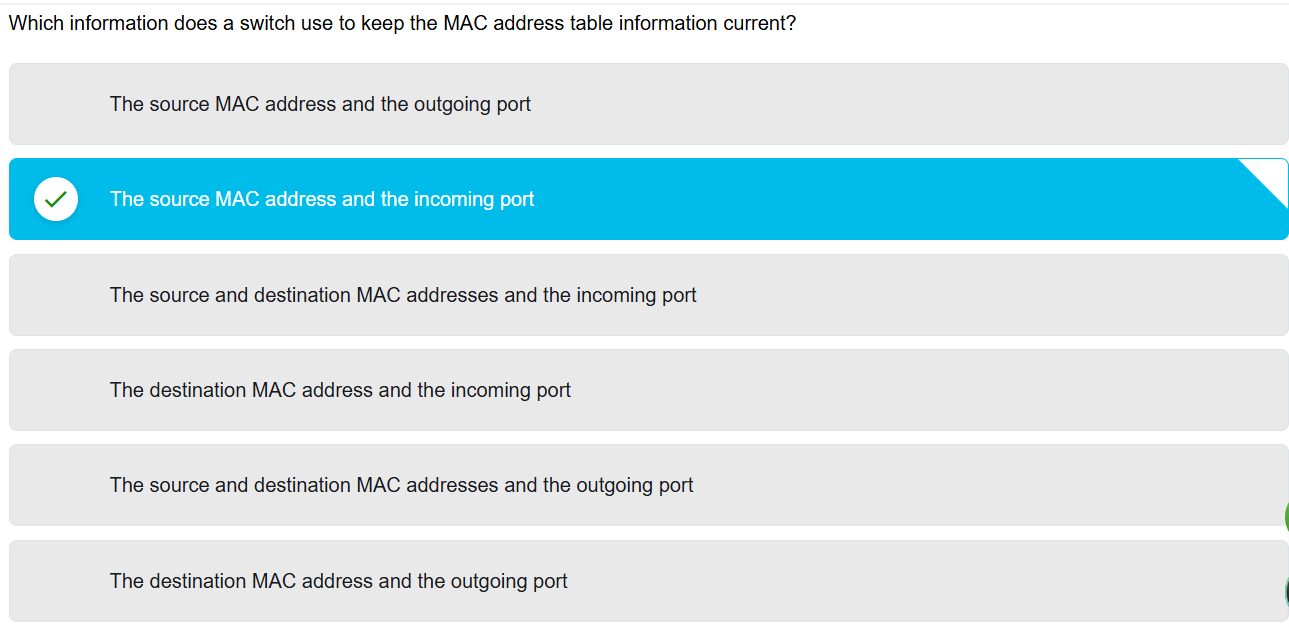 Which information does a switch use to keep the MAC address table information current?
The source MAC address and the outgoing port
The source MAC address and the incoming port
The source and destination MAC addresses and the incoming port
The destination MAC address and the incoming port
The source and destination MAC addresses and the outgoing port
The destination MAC address and the outgoing port